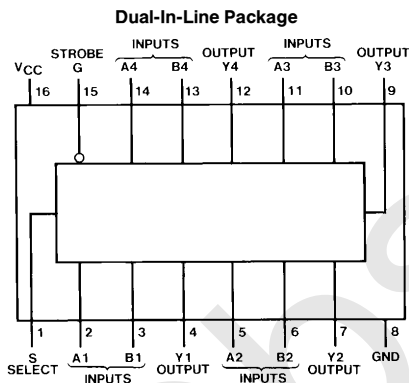 Dual-In-Line Package
STROBE INPUTS OUTPUT INPUTS OUTPUT
VCC G A4 B4 Y4 A3 B3 Y3
16 15 14 13 12 11 10 9
1 2 3 4 5 6 7 8
S A1 B1 Y1 A2 B2 Y2 GND
SELECT INPUTS OUTPUT INPUTS OUTPUT